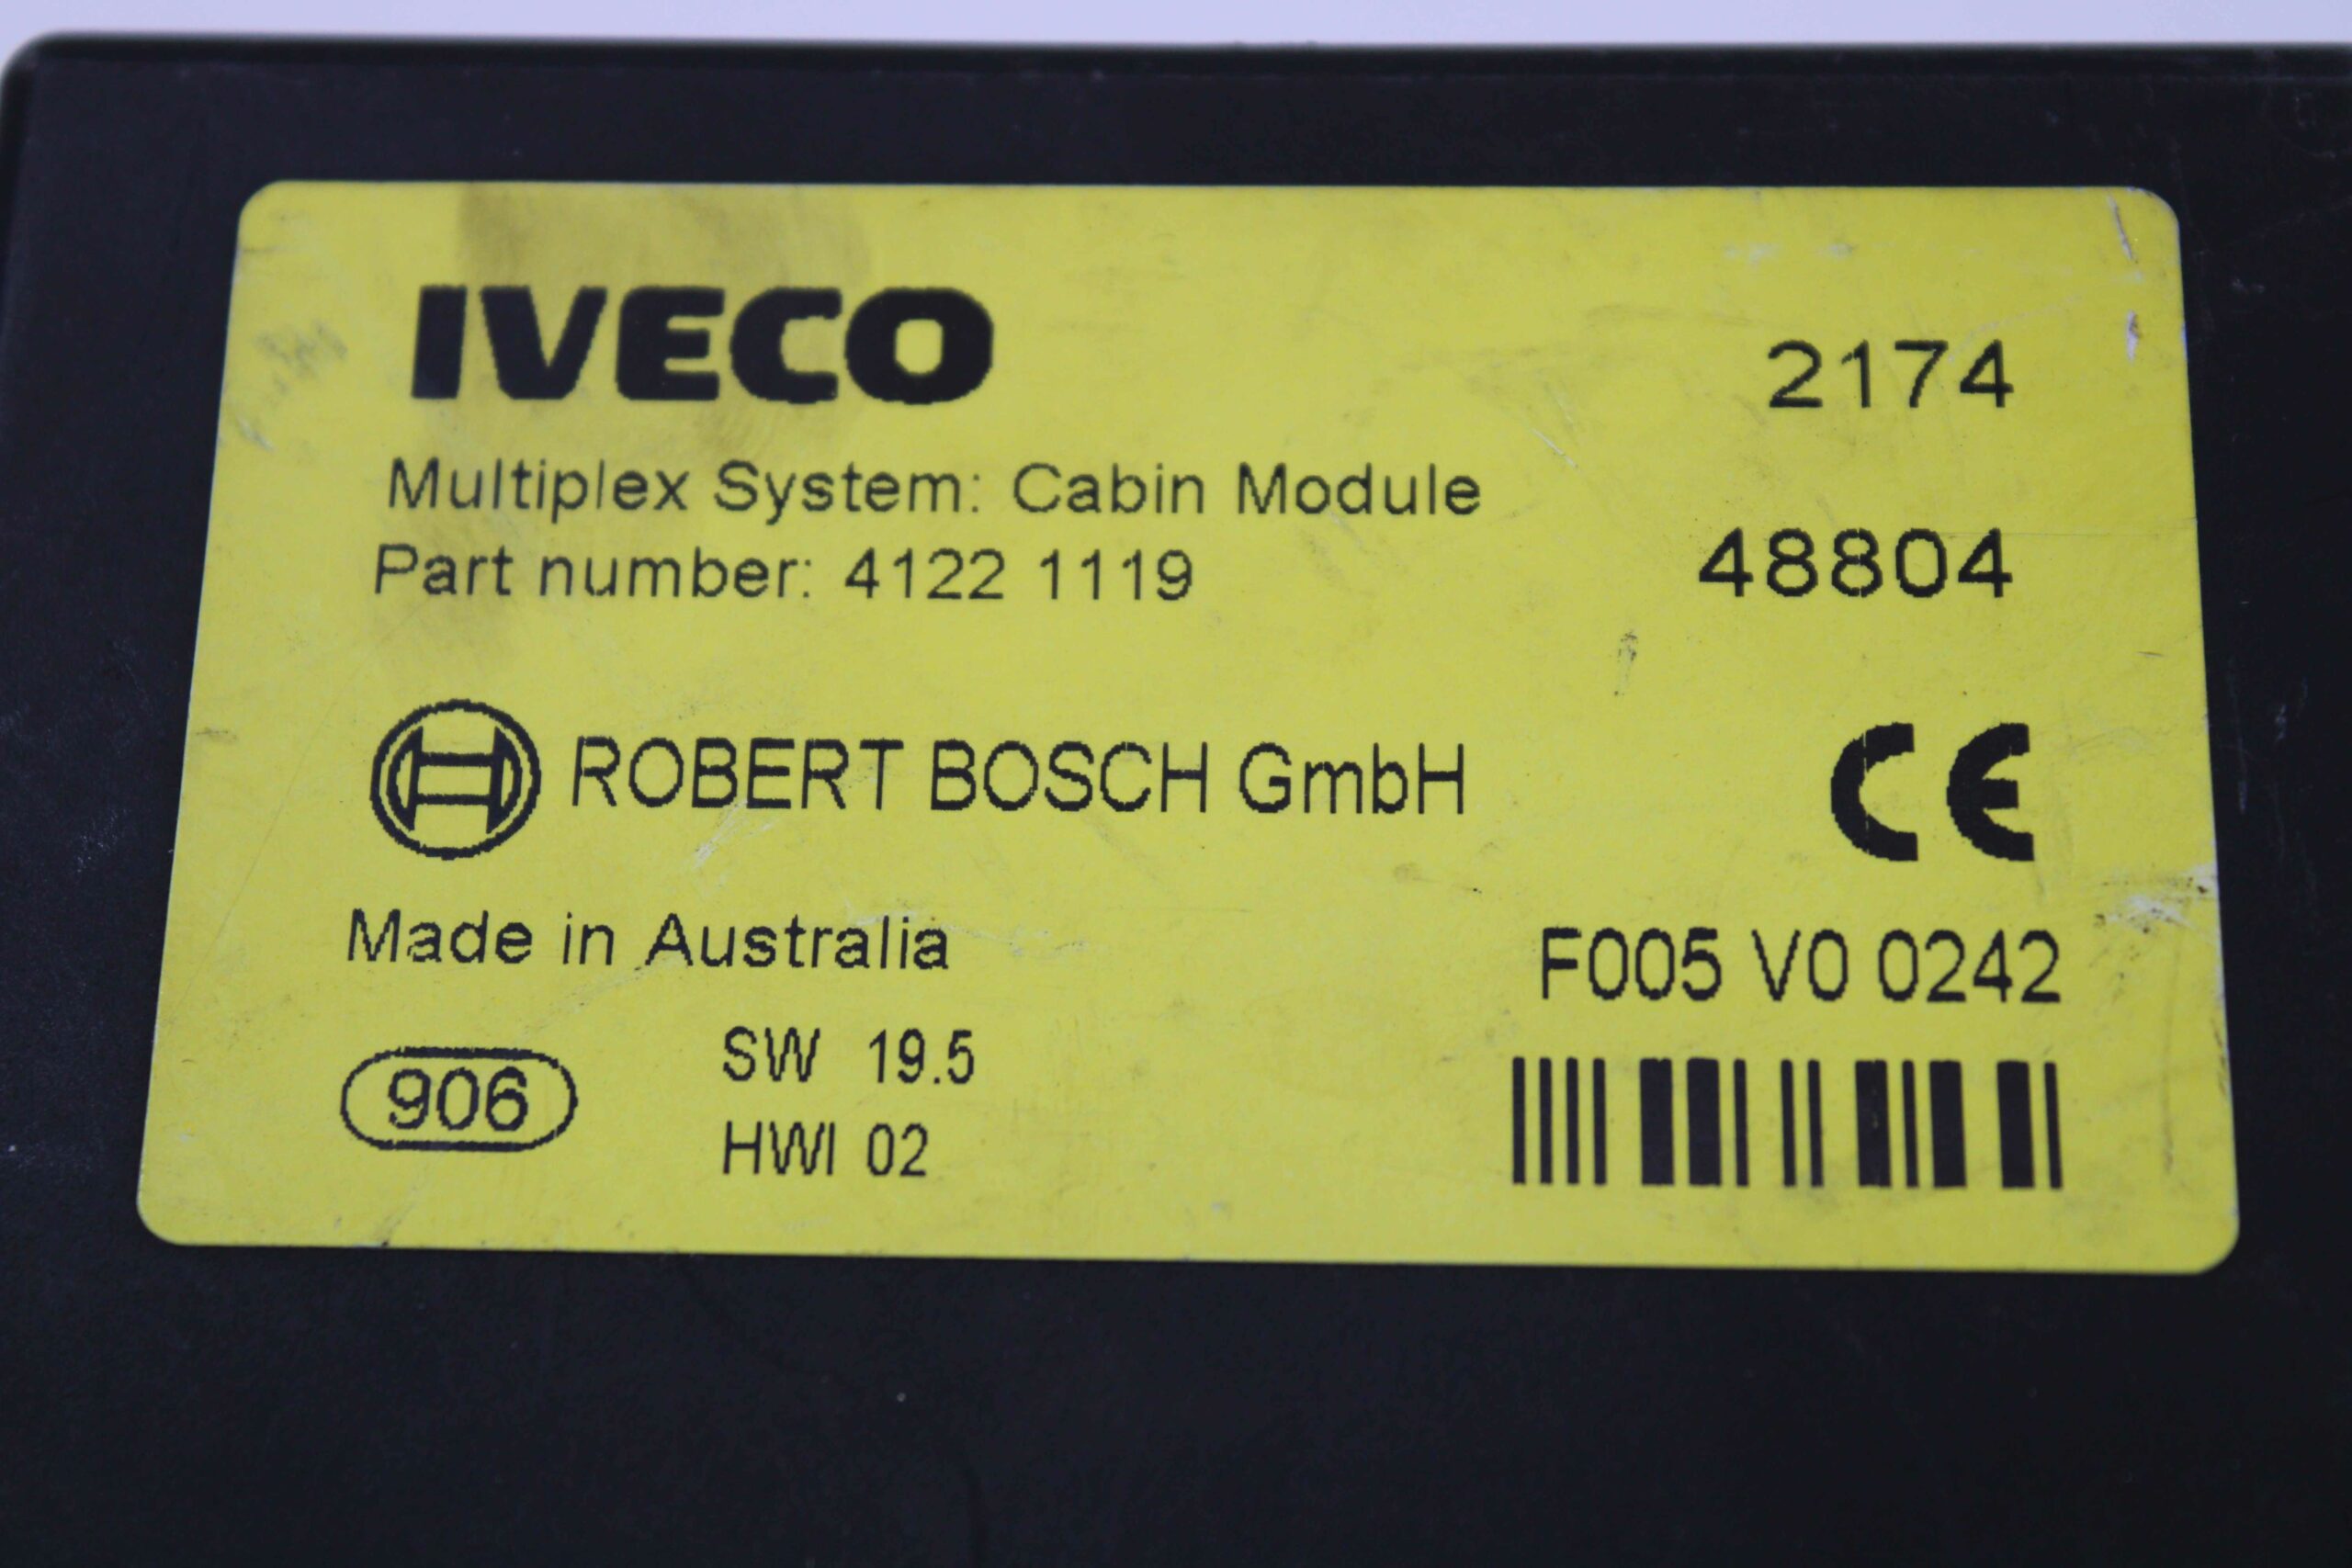 IVECO
2174
Multiplex System: Cabin Module
48804
Part number: 4122 1119
ROBERT BOSCH GmbH
CE
Made in Australia
F005 V0 0242
906
SW 19.5
HWI 02